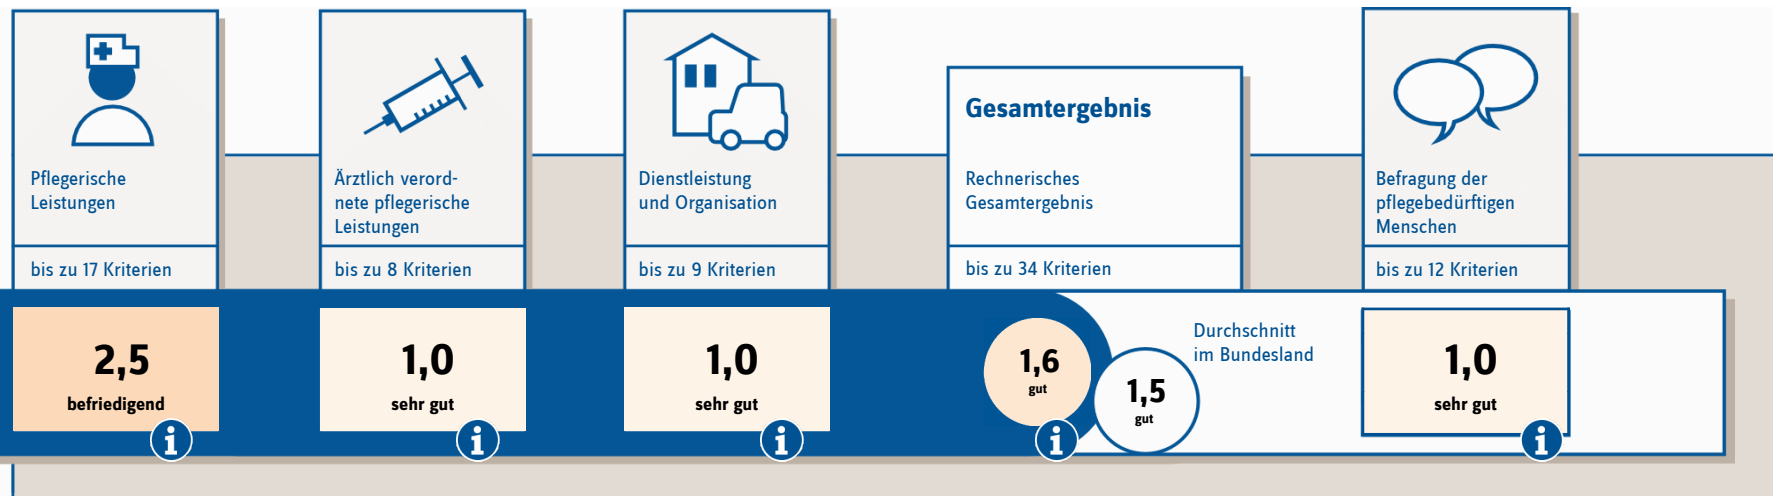 Pflegerische
Leistungen
bis zu 17 Kriterien
2,5
befriedigend
i
Ärztlich verord-
nete pflegerische
Leistungen
bis zu 8 Kriterien
1,0
sehr gut
i
Dienstleistung
und Organisation
bis zu 9 Kriterien
1,0
sehr gut
i
Gesamtergebnis
Rechnerisches
Gesamtergebnis
bis zu 34 Kriterien
1,6
gut
i
1,5
gut
Durchschnitt
im Bundesland
Befragung der
pflegebedürftigen
Menschen
bis zu 12 Kriterien
1,0
sehr gut
i